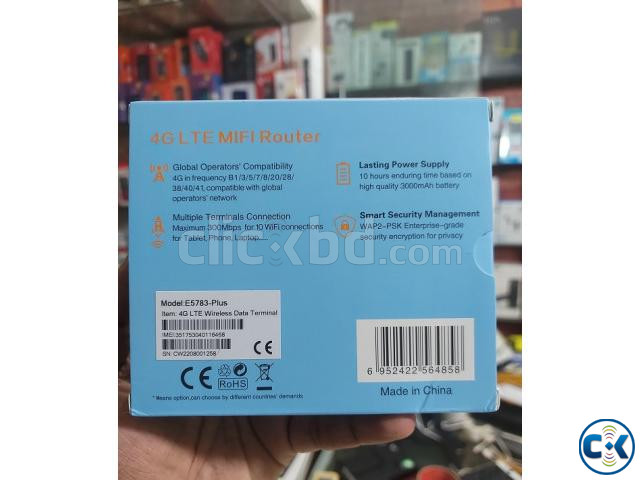 4G LTE MIFI Router
Global Operators' Compatibility
4G in frequency B1/3/5/7/8/20/28/
38/40/41, compatible with global
operators' network
Lasting Power Supply
10 hours enduring time based on
high quality 3000mAh battery
Multiple Terminals Connection
Maximum 300Mbps for 10 WiFi connections
for Tablet, Phone, Laptop.....
Smart Security Management
WAP2-PSK Enterprise-grade
security encryption for privacy
clickbd.com
Model:E5783-Plus
Item: 4G LTE Wireless Data Terminal
IMEI:351753040116468
SN: CW2208001258
CE
CE
RoHS
* Means option,can choose by different countries' demands
6 952422 564858
Made in China
CK